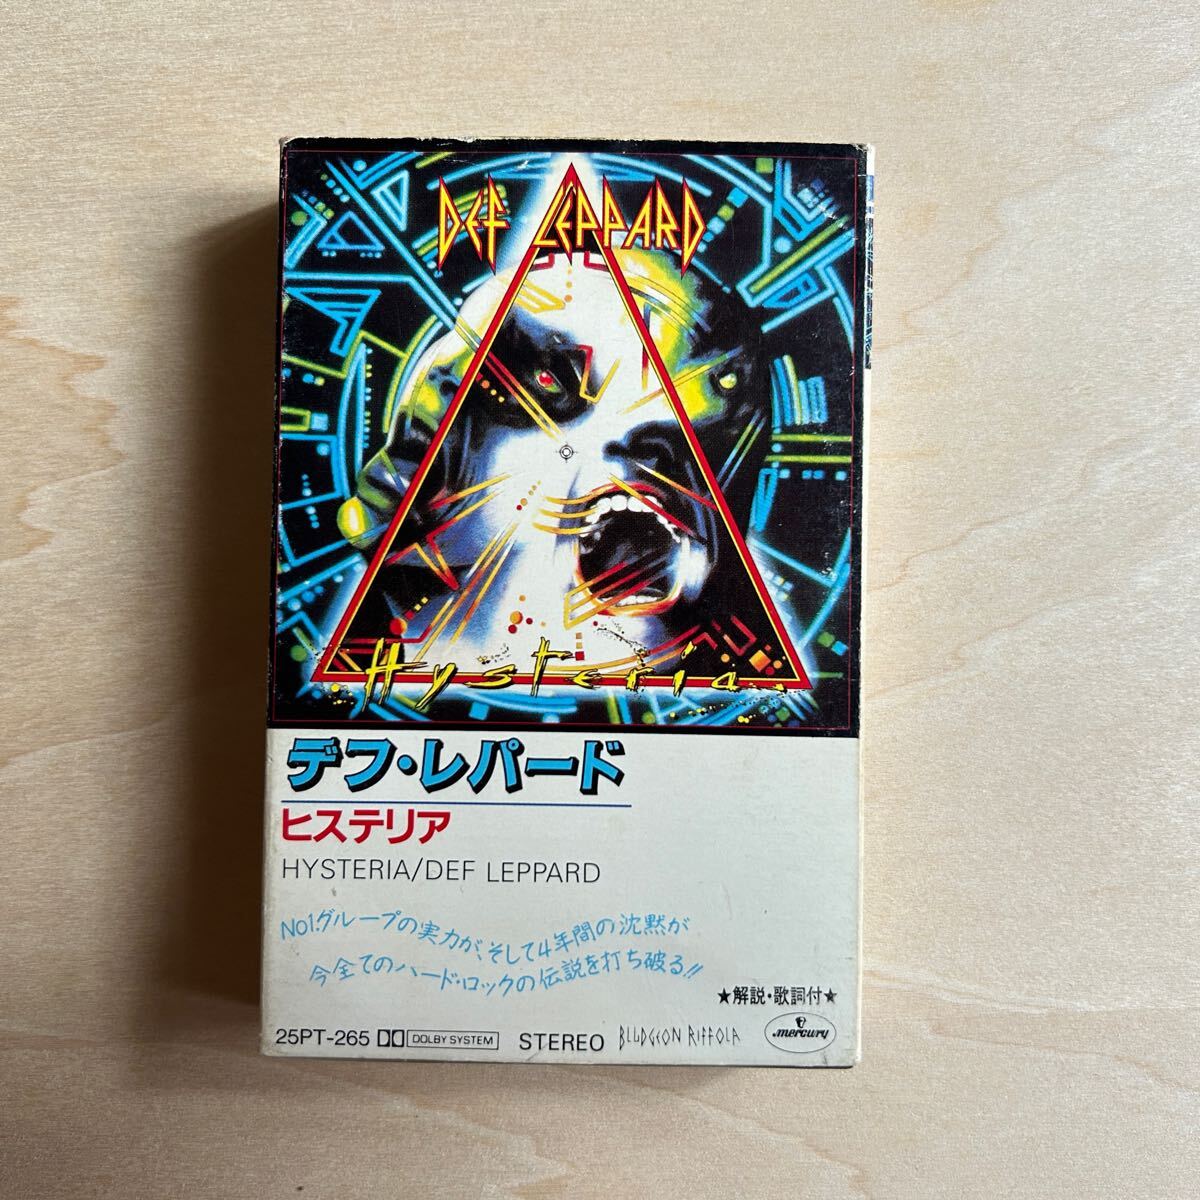 DEF LEPPARD
Hysteria
デフ・レパード
ヒステリア
HYSTERIA/DEF LEPPARD
NO1.グループの実力が、そして4年間の沈黙が
今全てのハード・ロックの伝説を打ち破る!!
★解説・歌詞付★
25PT-265 DOLBY SYSTEM STEREO BLUDGEON RIFFOLA mercury